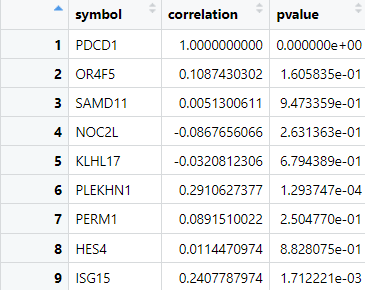 symbol correlation pvalue
1 PDCD1 1.0000000000 0.000000e+00
2 OR4F5 0.1087430302 1.605835e-01
3 SAMD11 0.0051300611 9.473359e-01
4 NOC2L -0.0867656066 2.631363e-01
5 KLHL17 -0.0320812306 6.794389e-01
6 PLEKHN1 0.2910627377 1.293747e-04
7 PERM1 0.0891510022 2.504770e-01
8 HES4 0.0114470974 8.828075e-01
9 ISG15 0.2407787974 1.712221e-03